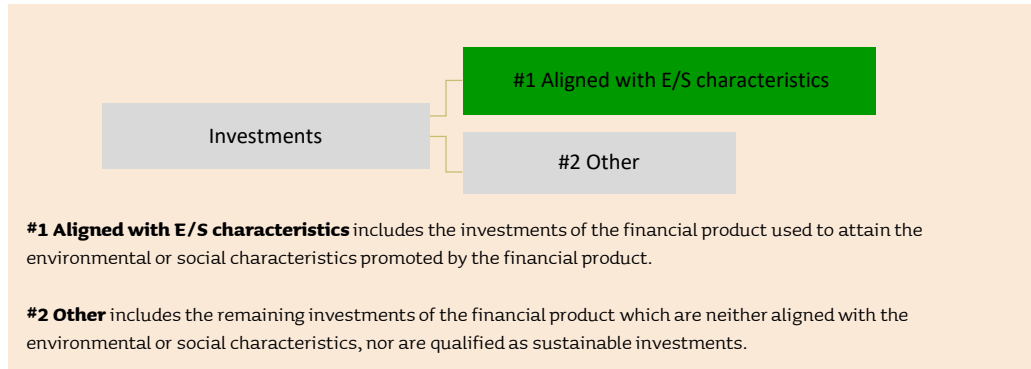 #1 Aligned with E/S characteristics
Investments
#2 Other
#1 Aligned with E/S characteristics includes the investments of the financial product used to attain the
environmental or social characteristics promoted by the financial product.
#2 Other includes the remaining investments of the financial product which are neither aligned with the
environmental or social characteristics, nor are qualified as sustainable investments.